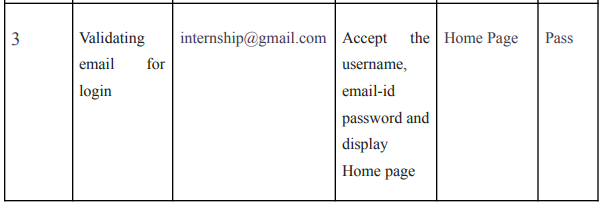 3
Validating
email for
login
internship@gmail.com
Accept the
username,
email-id
password and
display
Home page
Home Page
Pass